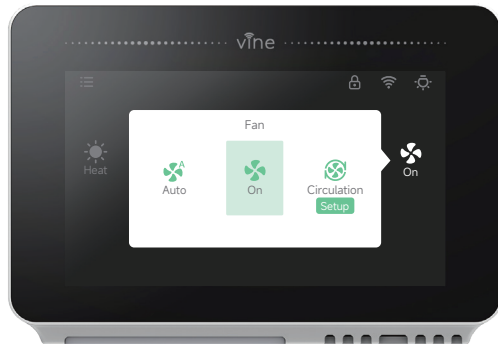 vine
Fan
Heat
A
Auto
On
Circulation
Setup
On